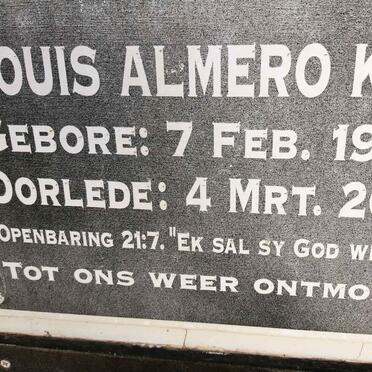 OUIS ALMERO K
GEBORE: 7 FEB. 19
OORLEDE: 4 MRT. 20
OPENBARING 21:7. "EK SAL SY GOD WE
TOT ONS WEER ONTMO